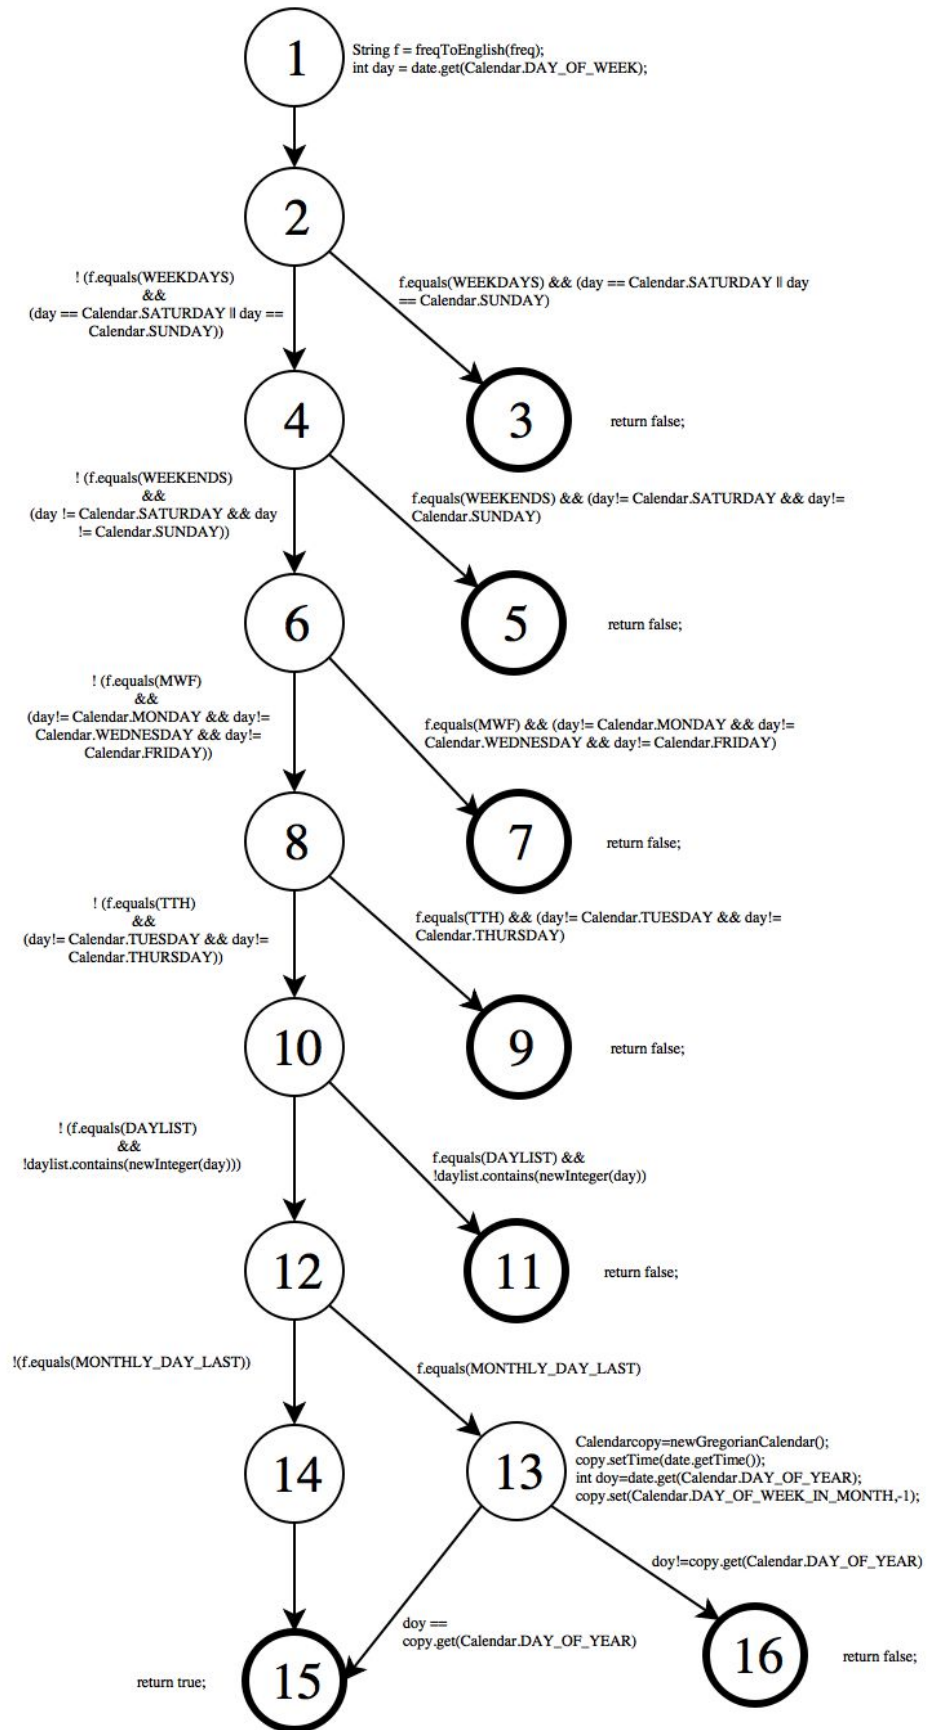 1
String f = freqToEnglish(freq);
int day = date.get(Calendar.DAY_OF_WEEK);
2
! (f.equals(WEEKDAYS)
&&
(day == Calendar.SATURDAY || day ==
Calendar.SUNDAY))
f.equals(WEEKDAYS) && (day == Calendar.SATURDAY || day
== Calendar.SUNDAY)
4
3
return false;
! (f.equals(WEEKENDS)
&&
(day != Calendar.SATURDAY && day
!= Calendar.SUNDAY))
f.equals(WEEKENDS) && (day!= Calendar.SATURDAY && day!=
Calendar.SUNDAY)
6
5
return false;
! (f.equals(MWF)
&&
(day!= Calendar.MONDAY && day!=
Calendar.WEDNESDAY && day!=
Calendar.FRIDAY))
f.equals(MWF) && (day!= Calendar.MONDAY && day!=
Calendar.WEDNESDAY && day!= Calendar.FRIDAY)
8
7
return false;
! (f.equals(TTH)
&&
(day!= Calendar.TUESDAY && day!=
Calendar.THURSDAY))
f.equals(TTH) && (day!= Calendar.TUESDAY && day!=
Calendar.THURSDAY)
10
9
return false;
! (f.equals(DAYLIST)
&&
!daylist.contains(newInteger(day)))
f.equals(DAYLIST) &&
!daylist.contains(newInteger(day))
12
11
return false;
!(f.equals(MONTHLY_DAY_LAST))
f.equals(MONTHLY_DAY_LAST)
14
13
Calendarcopy=newGregorianCalendar();
copy.setTime(date.getTime());
int doy=date.get(Calendar.DAY_OF_YEAR);
copy.set(Calendar.DAY_OF_WEEK_IN_MONTH,-1);
doy!=copy.get(Calendar.DAY_OF_YEAR)
doy ==
copy.get(Calendar.DAY_OF_YEAR)
return true;
15
16
return false;